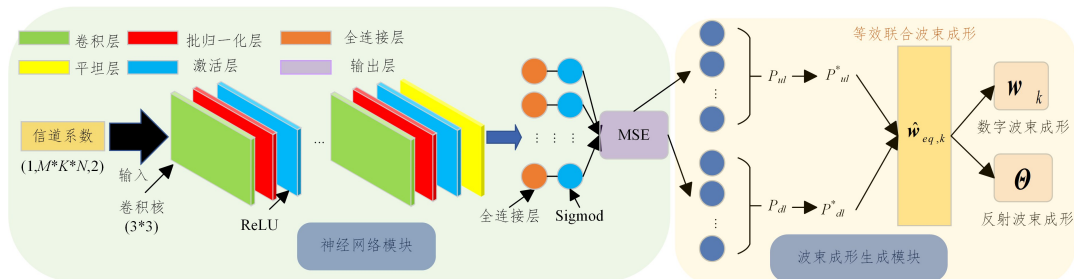 卷积层 批归一化层 全连接层
平坦层 激活层 输出层
信道系数
(1,M*K*N,2)
输入
卷积核
(3*3)
ReLU
...
神经网络模块
全连接层
Sigmod
MSE
P_ul
P*_ul
P_dl
P*_dl
等效联合波束成形
ŵ_eq,k
w_k
数字波束成形
Θ
反射波束成形
波束成形生成模块